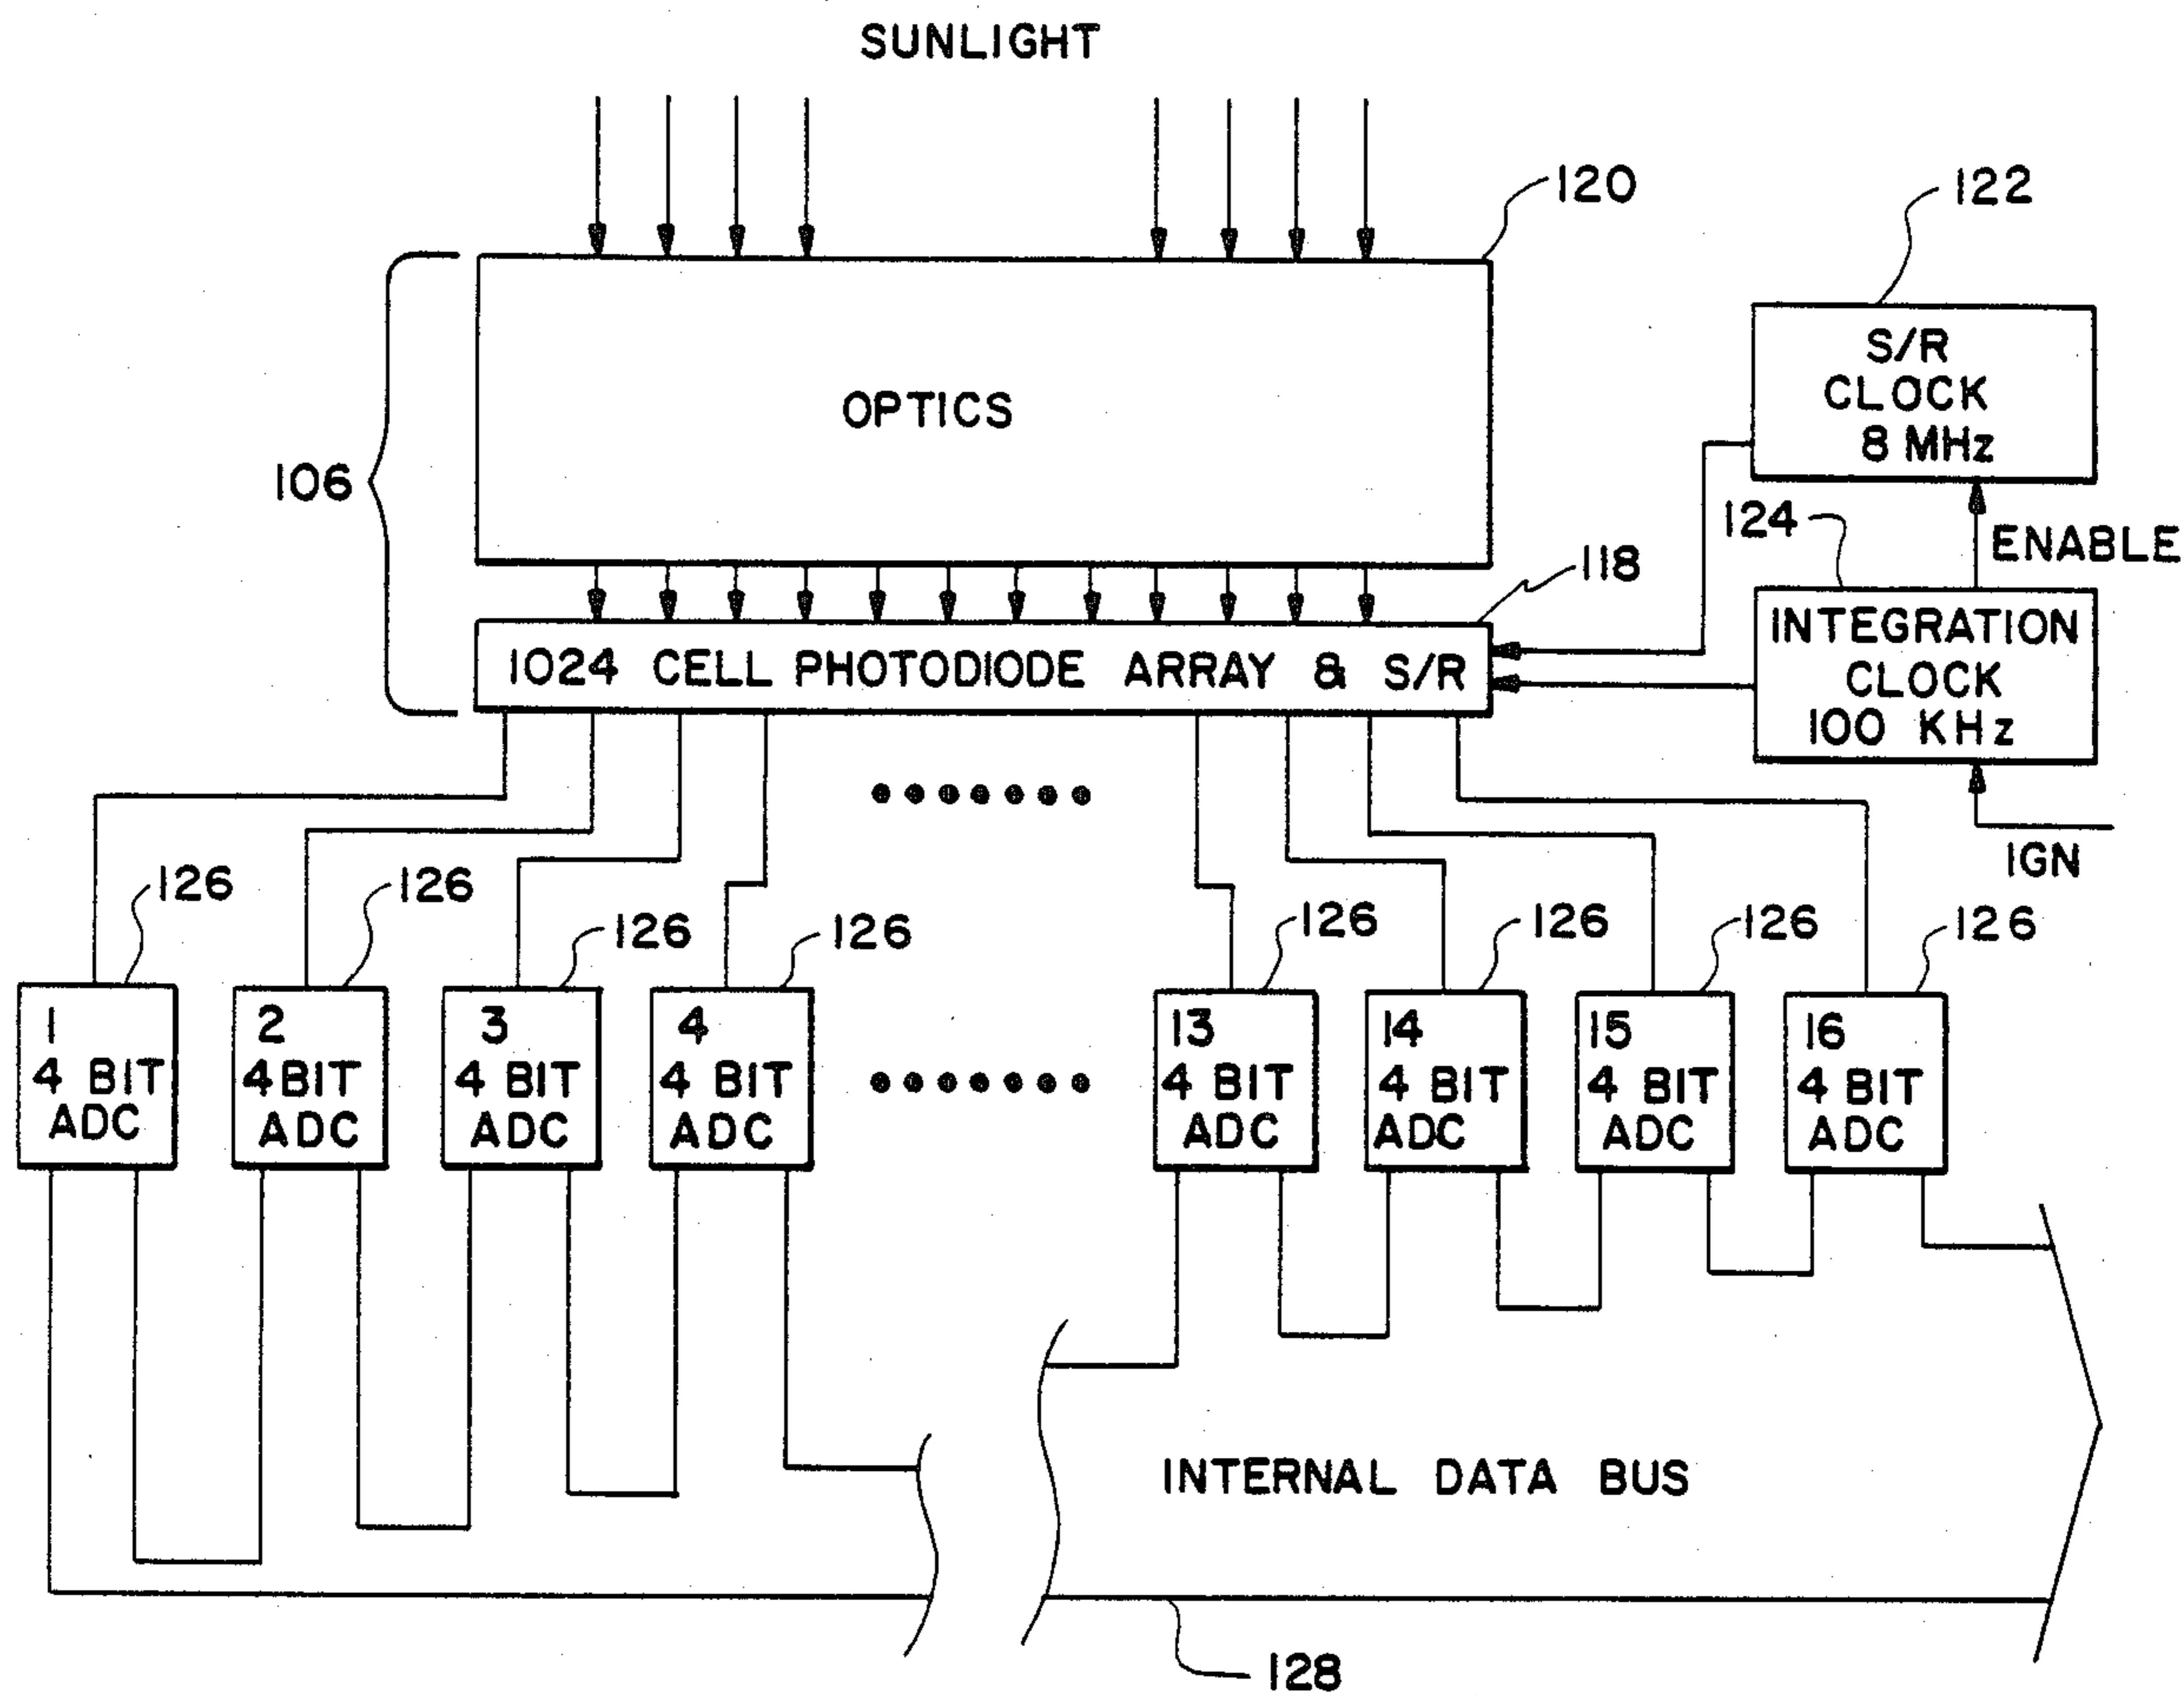 SUNLIGHT
120
122
S/R
CLOCK
8 MHz
OPTICS
106
124
ENABLE
118
1024 CELL PHOTODIODE ARRAY & S/R
INTEGRATION
CLOCK
100 KHz
IGN
126
126
126
126
126
126
126
126
1
4 BIT
ADC
2
4 BIT
ADC
3
4 BIT
ADC
4
4 BIT
ADC
13
4 BIT
ADC
14
4 BIT
ADC
15
4 BIT
ADC
16
4 BIT
ADC
INTERNAL DATA BUS
128